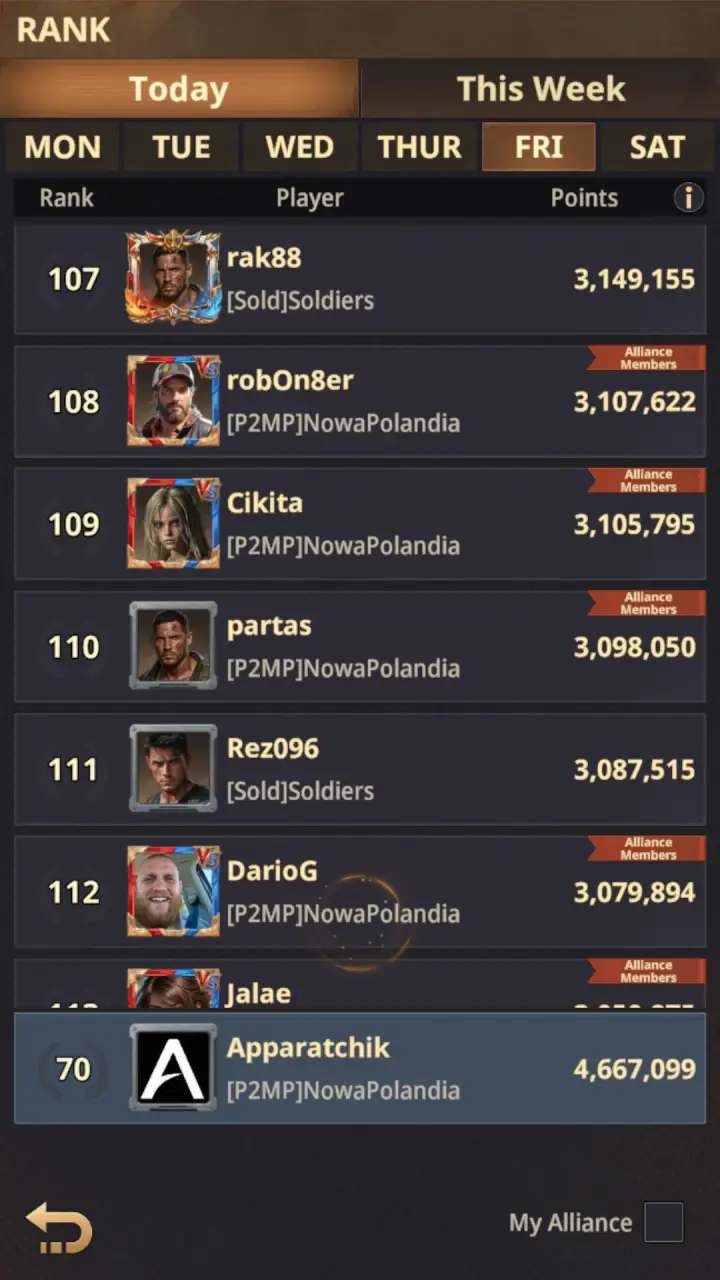 RANK
Today
This Week
MON TUE WED THUR FRI SAT
Rank Player Points i
107 rak88 3,149,155
[Sold]Soldiers
Alliance Members
108 robOn8er 3,107,622
[P2MP]NowaPolandia
Alliance Members
109 Cikita 3,105,795
[P2MP]NowaPolandia
Alliance Members
110 partas 3,098,050
[P2MP]NowaPolandia
111 Rez096 3,087,515
[Sold]Soldiers
Alliance Members
112 DarioG 3,079,894
[P2MP]NowaPolandia
Alliance Members
Jalae
70 Apparatchik 4,667,099
[P2MP]NowaPolandia
My Alliance